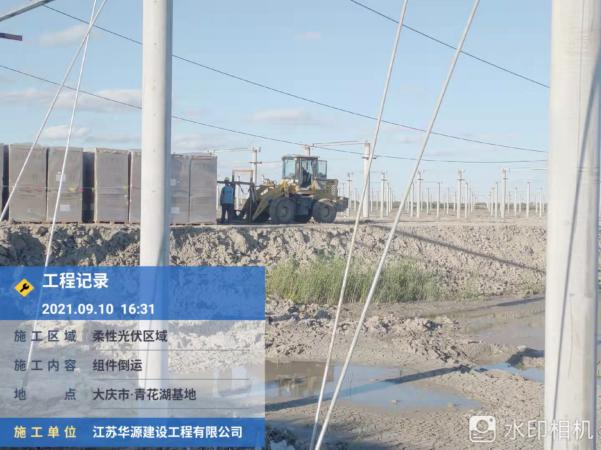 工程记录
2021.09.10 16:31
施工区域 柔性光伏区域
施工内容 组件倒运
地点 大庆市·青花湖基地
施工单位 江苏华源建设工程有限公司
水印相机